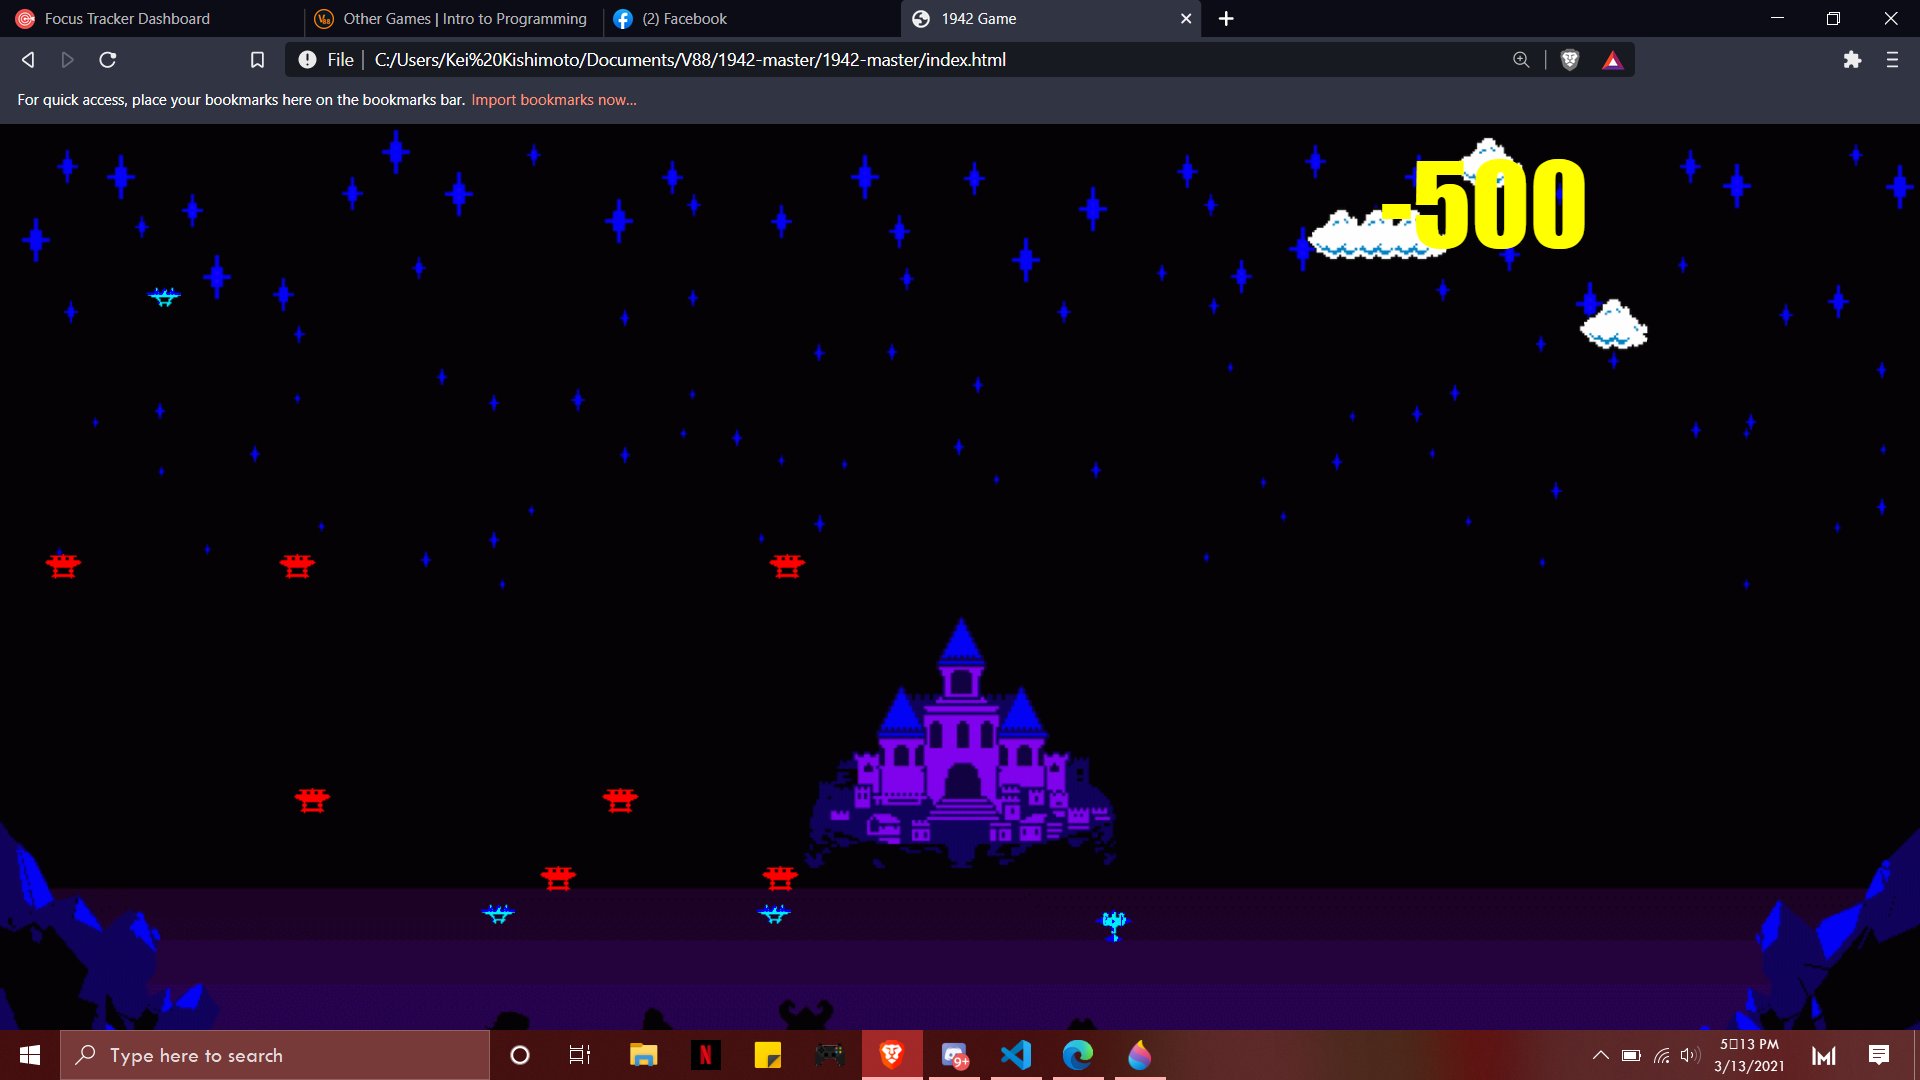 Focus Tracker Dashboard
Other Games | Intro to Programming
(2) Facebook
1942 Game
File
C:/Users/Kei%20Kishimoto/Documents/V88/1942-master/1942-master/index.html
For quick access, place your bookmarks here on the bookmarks bar. Import bookmarks now...
-500
Type here to search
N
9+
5▯13 PM
3/13/2021